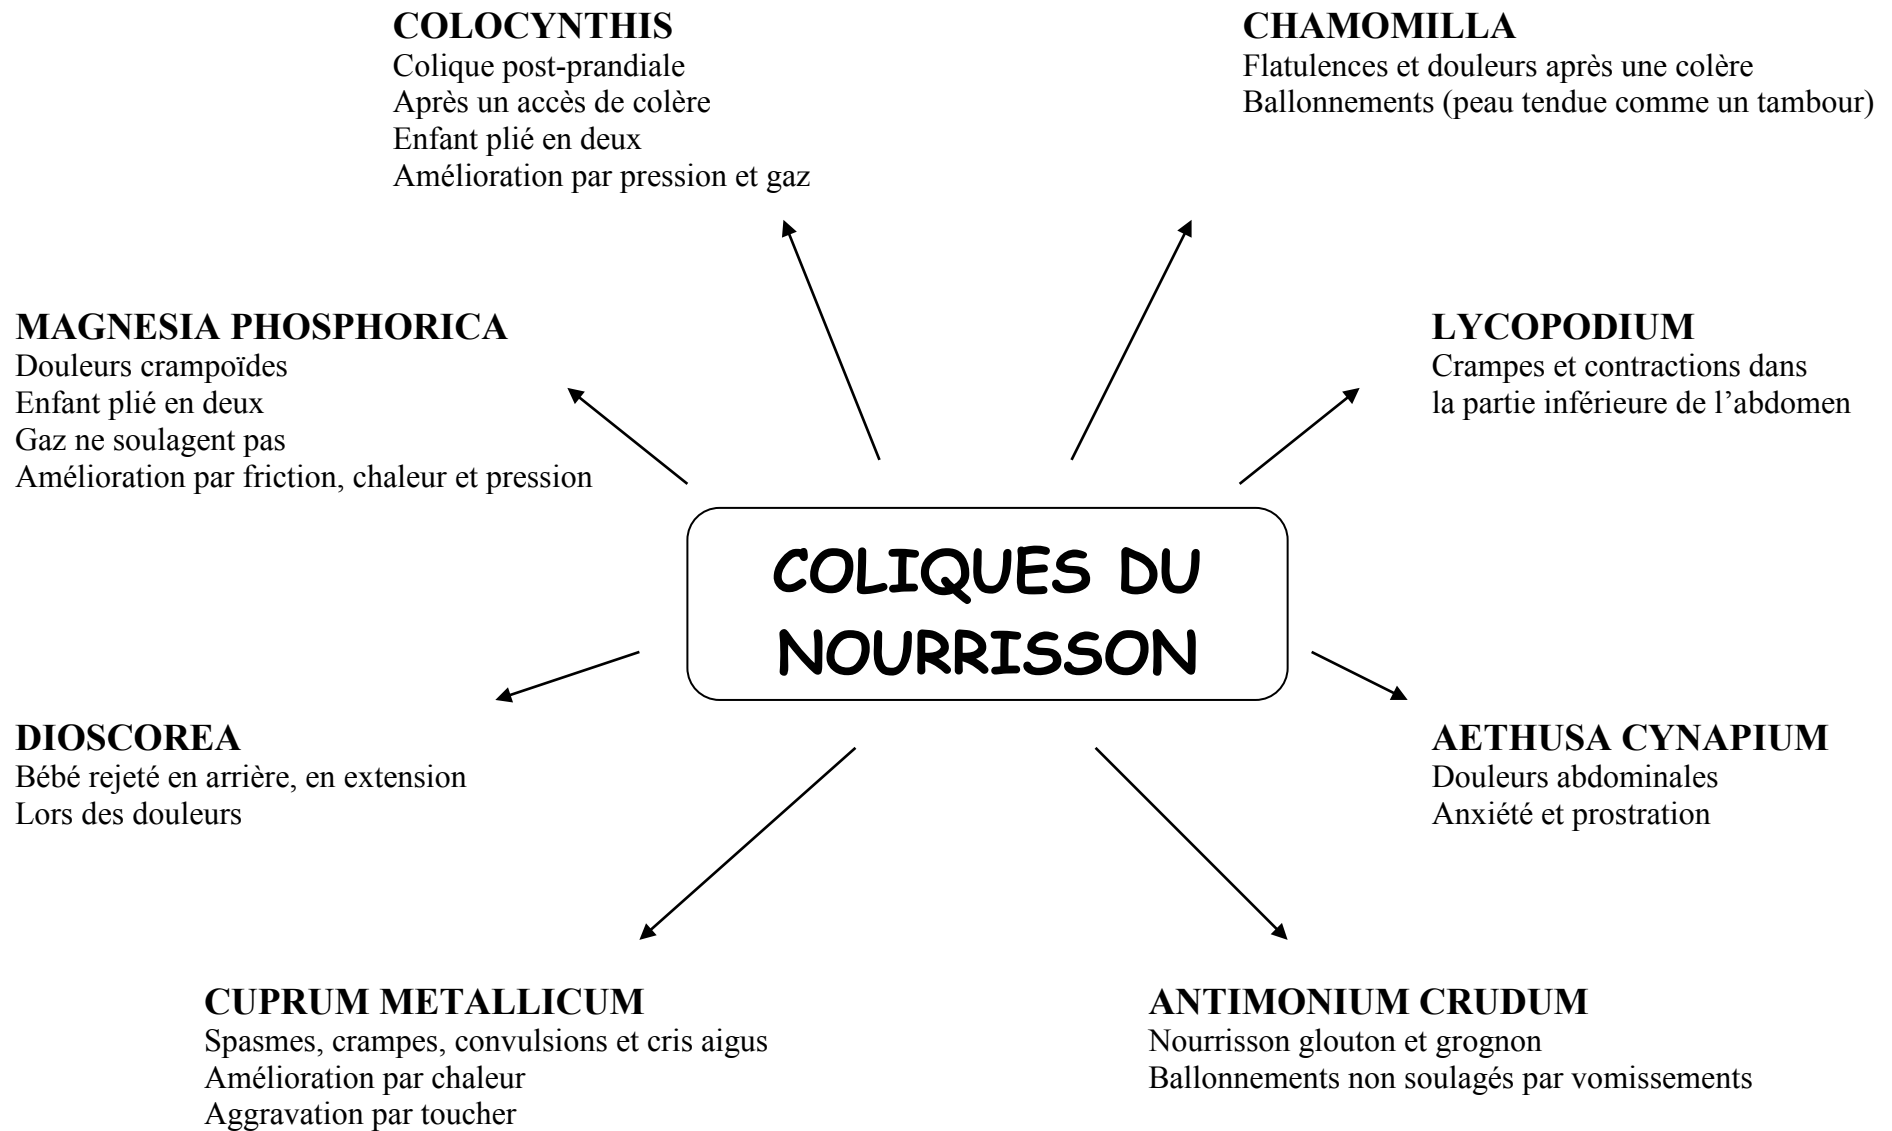 COLOCYNTHIS
Colique post-prandiale
Après un accès de colère
Enfant plié en deux
Amélioration par pression et gaz
CHAMOMILLA
Flatulences et douleurs après une colère
Ballonnements (peau tendue comme un tambour)
MAGNESIA PHOSPHORICA
Douleurs crampoïdes
Enfant plié en deux
Gaz ne soulagent pas
Amélioration par friction, chaleur et pression
LYCOPODIUM
Crampes et contractions dans
la partie inférieure de l’abdomen
COLIQUES DU
NOURRISSON
DIOSCOREA
Bébé rejeté en arrière, en extension
Lors des douleurs
AETHUSA CYNAPIUM
Douleurs abdominales
Anxiété et prostration
CUPRUM METALLICUM
Spasmes, crampes, convulsions et cris aigus
Amélioration par chaleur
Aggravation par toucher
ANTIMONIUM CRUDUM
Nourrisson glouton et grognon
Ballonnements non soulagés par vomissements